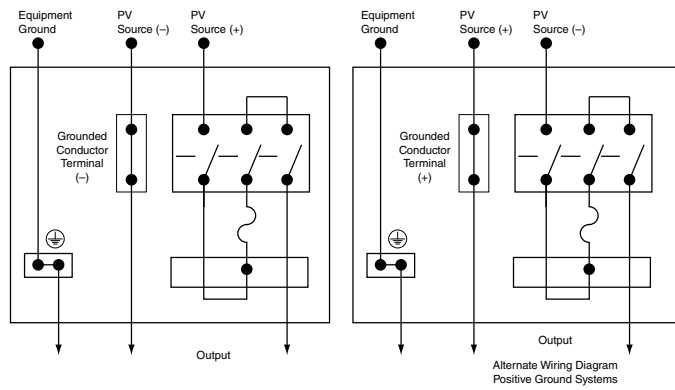 Equipment
Ground
PV
Source (–)
PV
Source (+)
Grounded
Conductor
Terminal
(–)
Output
Equipment
Ground
PV
Source (+)
PV
Source (–)
Grounded
Conductor
Terminal
(+)
Output
Alternate Wiring Diagram
Positive Ground Systems